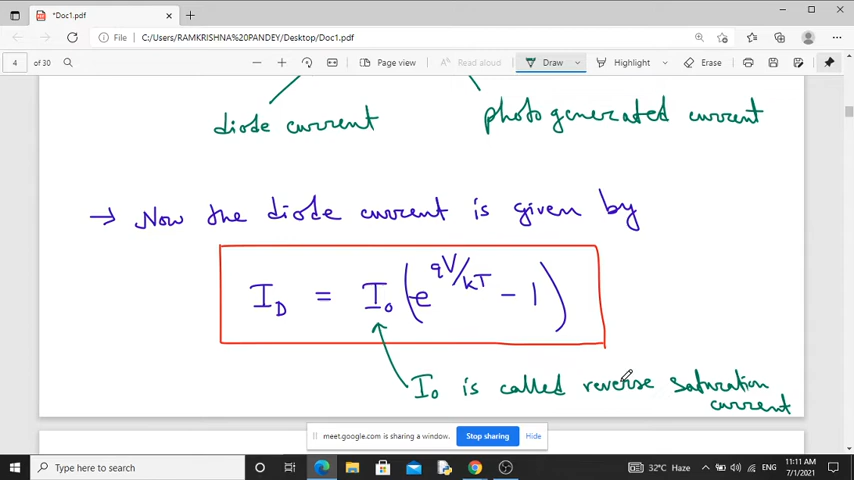 *Doc1.pdf
File
C:/Users/RAMKRISHNA%20PANDEY/Desktop/Doc1.pdf
4 of 30
Page view
Read aloud
Draw
Highlight
Erase
diode current
photogenerated current
→ Now the diode current is given by
I_D = I_0 (e^{qV/kT} - 1)
I_0 is called reverse saturation
current
meet.google.com is sharing a window.
Stop sharing
Hide
Type here to search
32°C Haze
ENG
11:11 AM
7/1/2021